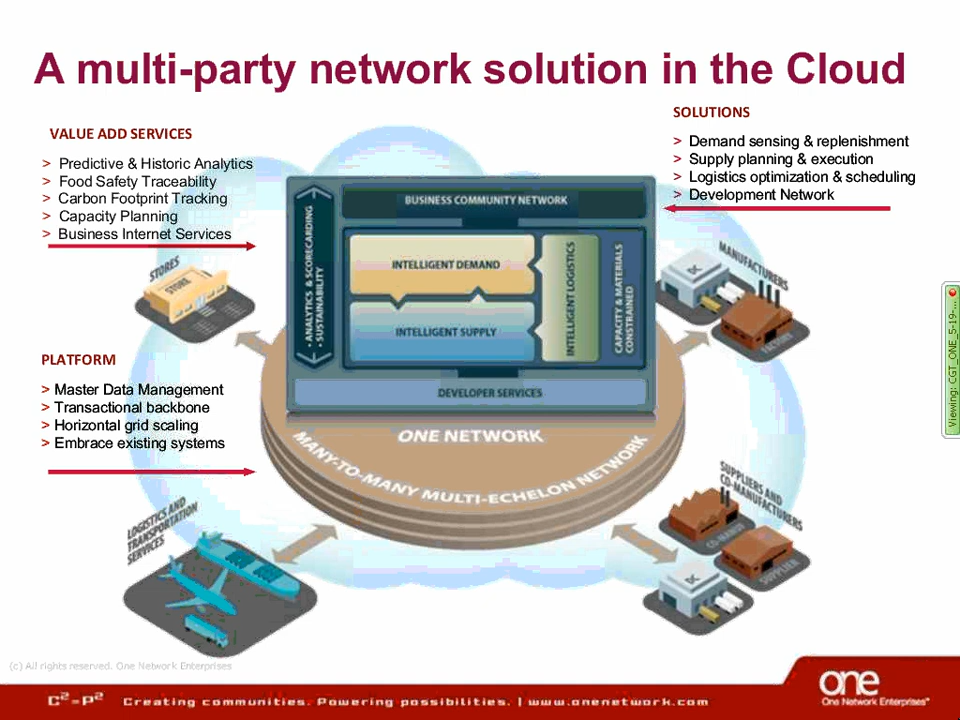 A multi-party network solution in the Cloud
VALUE ADD SERVICES
> Predictive & Historic Analytics
> Food Safety Traceability
> Carbon Footprint Tracking
> Capacity Planning
> Business Internet Services
SOLUTIONS
> Demand sensing & replenishment
> Supply planning & execution
> Logistics optimization & scheduling
> Development Network
PLATFORM
> Master Data Management
> Transactional backbone
> Horizontal grid scaling
> Embrace existing systems
BUSINESS COMMUNITY NETWORK
• ANALYTICS & SCORECARDING
• SUSTAINABILITY
INTELLIGENT DEMAND
INTELLIGENT SUPPLY
INTELLIGENT LOGISTICS
CAPACITY & MATERIALS
CONSTRAINED
DEVELOPER SERVICES
ONE NETWORK
MANY-TO-MANY MULTI-ECHELON NETWORK
STORES
STORE
MANUFACTURERS
DC
FACTORY
LOGISTICS AND
TRANSPORTATION
SERVICES
SUPPLIERS AND
CO-MANUFACTURERS
CO-MANUF
SUPPLIER
DC
Viewing: CGT_ONE_5-19-...
(c) All rights reserved. One Network Enterprises
C²=P² Creating communities. Powering possibilities. | www.onenetwork.com
one
One Network Enterprises